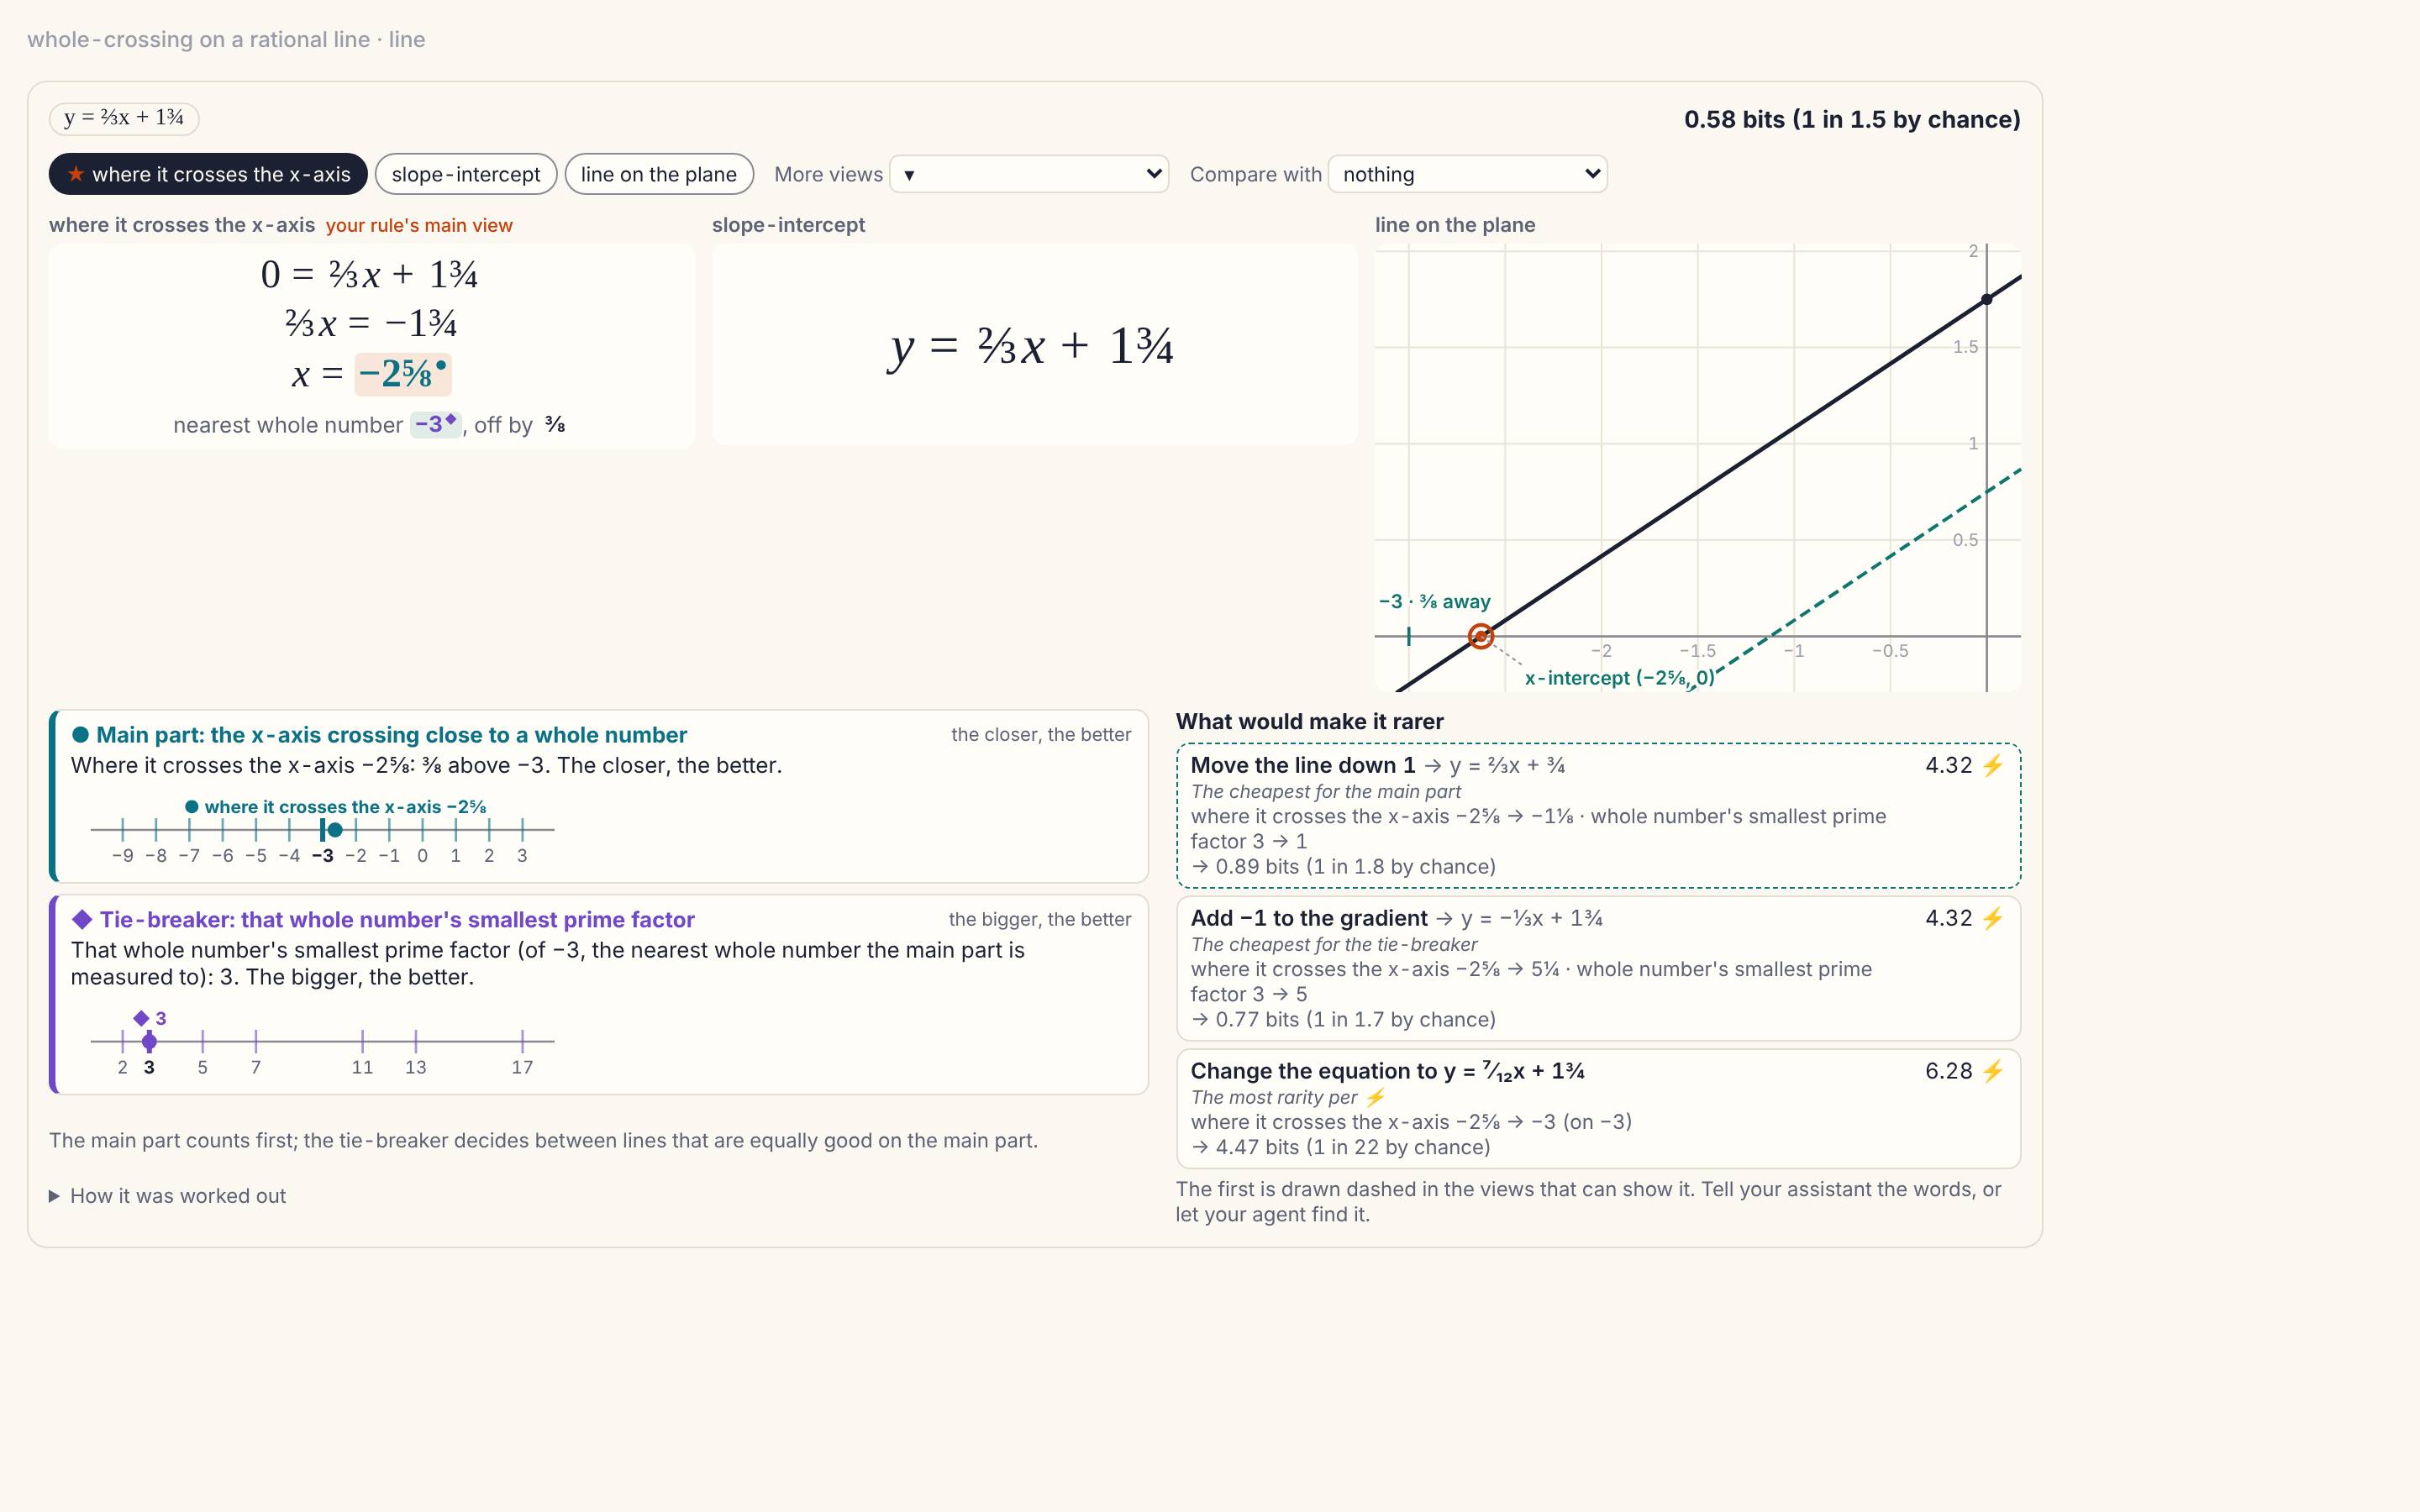 whole-crossing on a rational line · line
y = ⅔x + 1¾
0.58 bits (1 in 1.5 by chance)
★ where it crosses the x-axis
slope-intercept
line on the plane
More views ▾
Compare with nothing
where it crosses the x-axis your rule's main view
0 = ⅔x + 1¾
⅔x = −1¾
x = −2⅝●
nearest whole number −3◆, off by ⅜
slope-intercept
y = ⅔x + 1¾
line on the plane
2
1.5
1
0.5
−3 · ⅜ away
−2 −1.5 −1 −0.5
x-intercept (−2⅝, 0)
● Main part: the x-axis crossing close to a whole number
the closer, the better
Where it crosses the x-axis −2⅝: ⅜ above −3. The closer, the better.
● where it crosses the x-axis −2⅝
−9 −8 −7 −6 −5 −4 −3 −2 −1 0 1 2 3
◆ Tie-breaker: that whole number's smallest prime factor
the bigger, the better
That whole number's smallest prime factor (of −3, the nearest whole number the main part is
measured to): 3. The bigger, the better.
◆ 3
2 3 5 7 11 13 17
The main part counts first; the tie-breaker decides between lines that are equally good on the main part.
▶ How it was worked out
What would make it rarer
Move the line down 1 → y = ⅔x + ¾ 4.32 ⚡
The cheapest for the main part
where it crosses the x-axis −2⅝ → −1⅛ · whole number's smallest prime
factor 3 → 1
→ 0.89 bits (1 in 1.8 by chance)
Add −1 to the gradient → y = −⅓x + 1¾ 4.32 ⚡
The cheapest for the tie-breaker
where it crosses the x-axis −2⅝ → 5¼ · whole number's smallest prime
factor 3 → 5
→ 0.77 bits (1 in 1.7 by chance)
Change the equation to y = ⁷⁄₁₂x + 1¾ 6.28 ⚡
The most rarity per ⚡
where it crosses the x-axis −2⅝ → −3 (on −3)
→ 4.47 bits (1 in 22 by chance)
The first is drawn dashed in the views that can show it. Tell your assistant the words, or
let your agent find it.